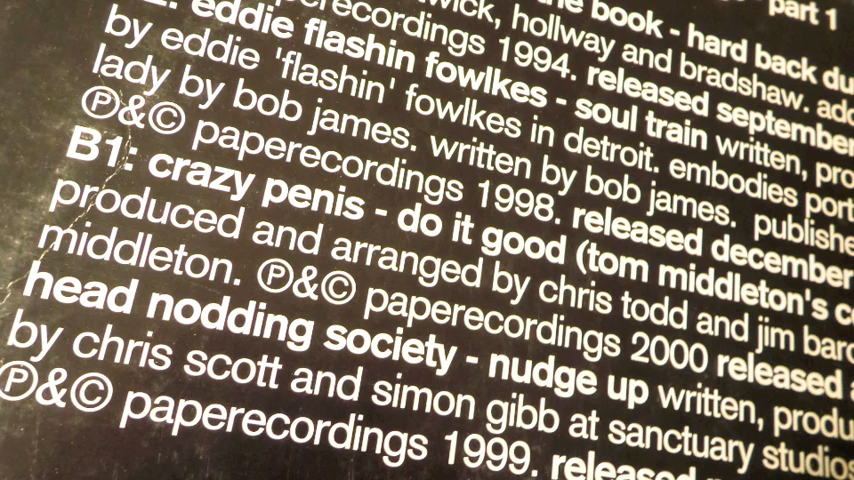 the book - hard back du
part 1
wick, hollway and bradshaw. add
perecordings 1994. released september
2: eddie flashin fowlkes - soul train written, pro
by eddie 'flashin' fowlkes in detroit. embodies port
lady by bob james. written by bob james. publishe
℗&© paperecordings 1998. released december
B1: crazy penis - do it good (tom middleton's co
produced and arranged by chris todd and jim barc
middleton. ℗&© paperecordings 2000 released a
head nodding society - nudge up written, produ
by chris scott and simon gibb at sanctuary studios
℗&© paperecordings 1999. released